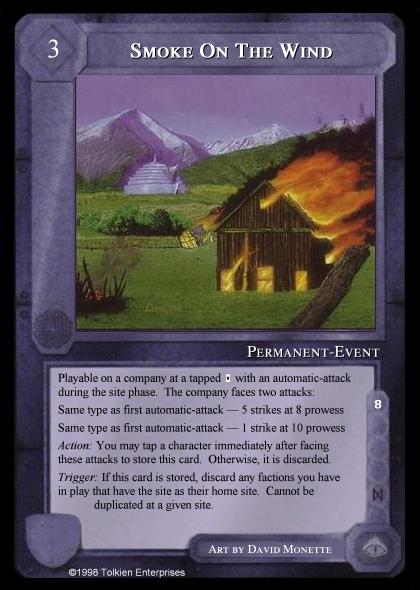 3
SMOKE ON THE WIND
PERMANENT-EVENT
Playable on a company at a tapped with an automatic-attack
during the site phase. The company faces two attacks:
Same type as first automatic-attack — 5 strikes at 8 prowess
Same type as first automatic-attack — 1 strike at 10 prowess
Action: You may tap a character immediately after facing
these attacks to store this card. Otherwise, it is discarded.
Trigger: If this card is stored, discard any factions you have
in play that have the site as their home site. Cannot be
duplicated at a given site.
8
ART BY DAVID MONETTE
©1998 Tolkien Enterprises